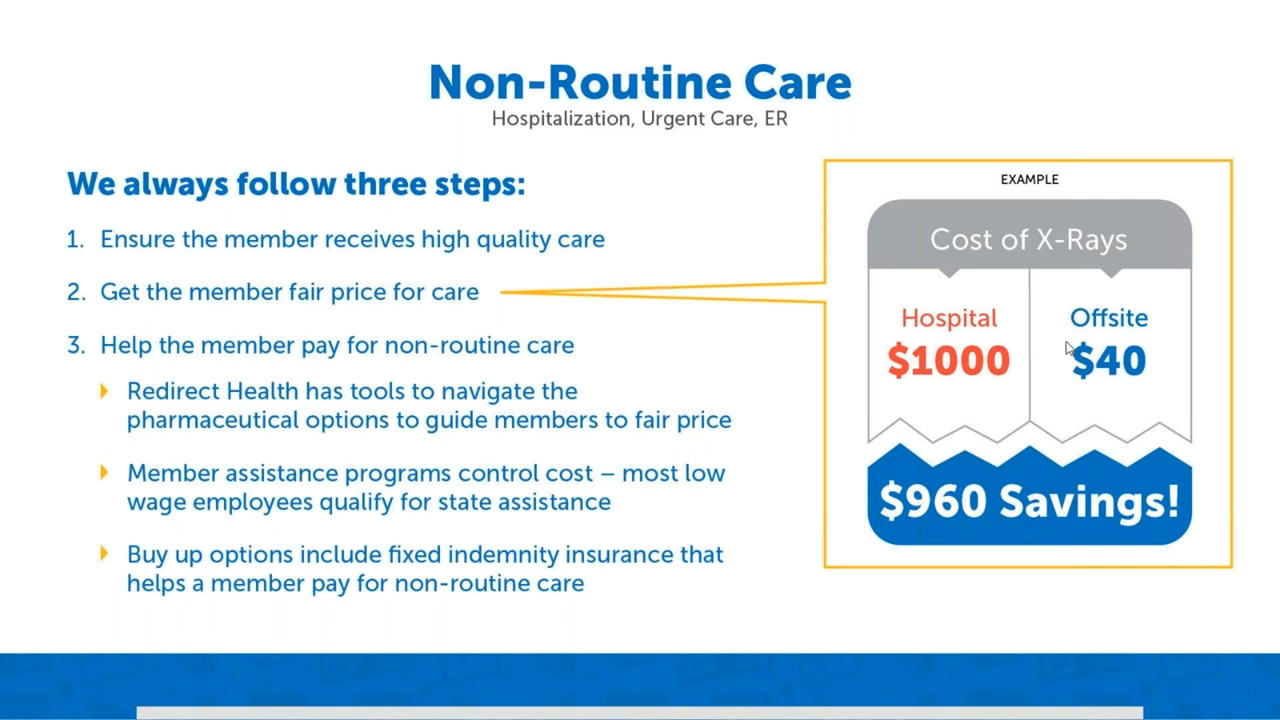 Non-Routine Care
Hospitalization, Urgent Care, ER
We always follow three steps:
1. Ensure the member receives high quality care
2. Get the member fair price for care
3. Help the member pay for non-routine care
Redirect Health has tools to navigate the
pharmaceutical options to guide members to fair price
Member assistance programs control cost – most low
wage employees qualify for state assistance
Buy up options include fixed indemnity insurance that
helps a member pay for non-routine care
EXAMPLE
Cost of X-Rays
Hospital
$1000
Offsite
$40
$960 Savings!